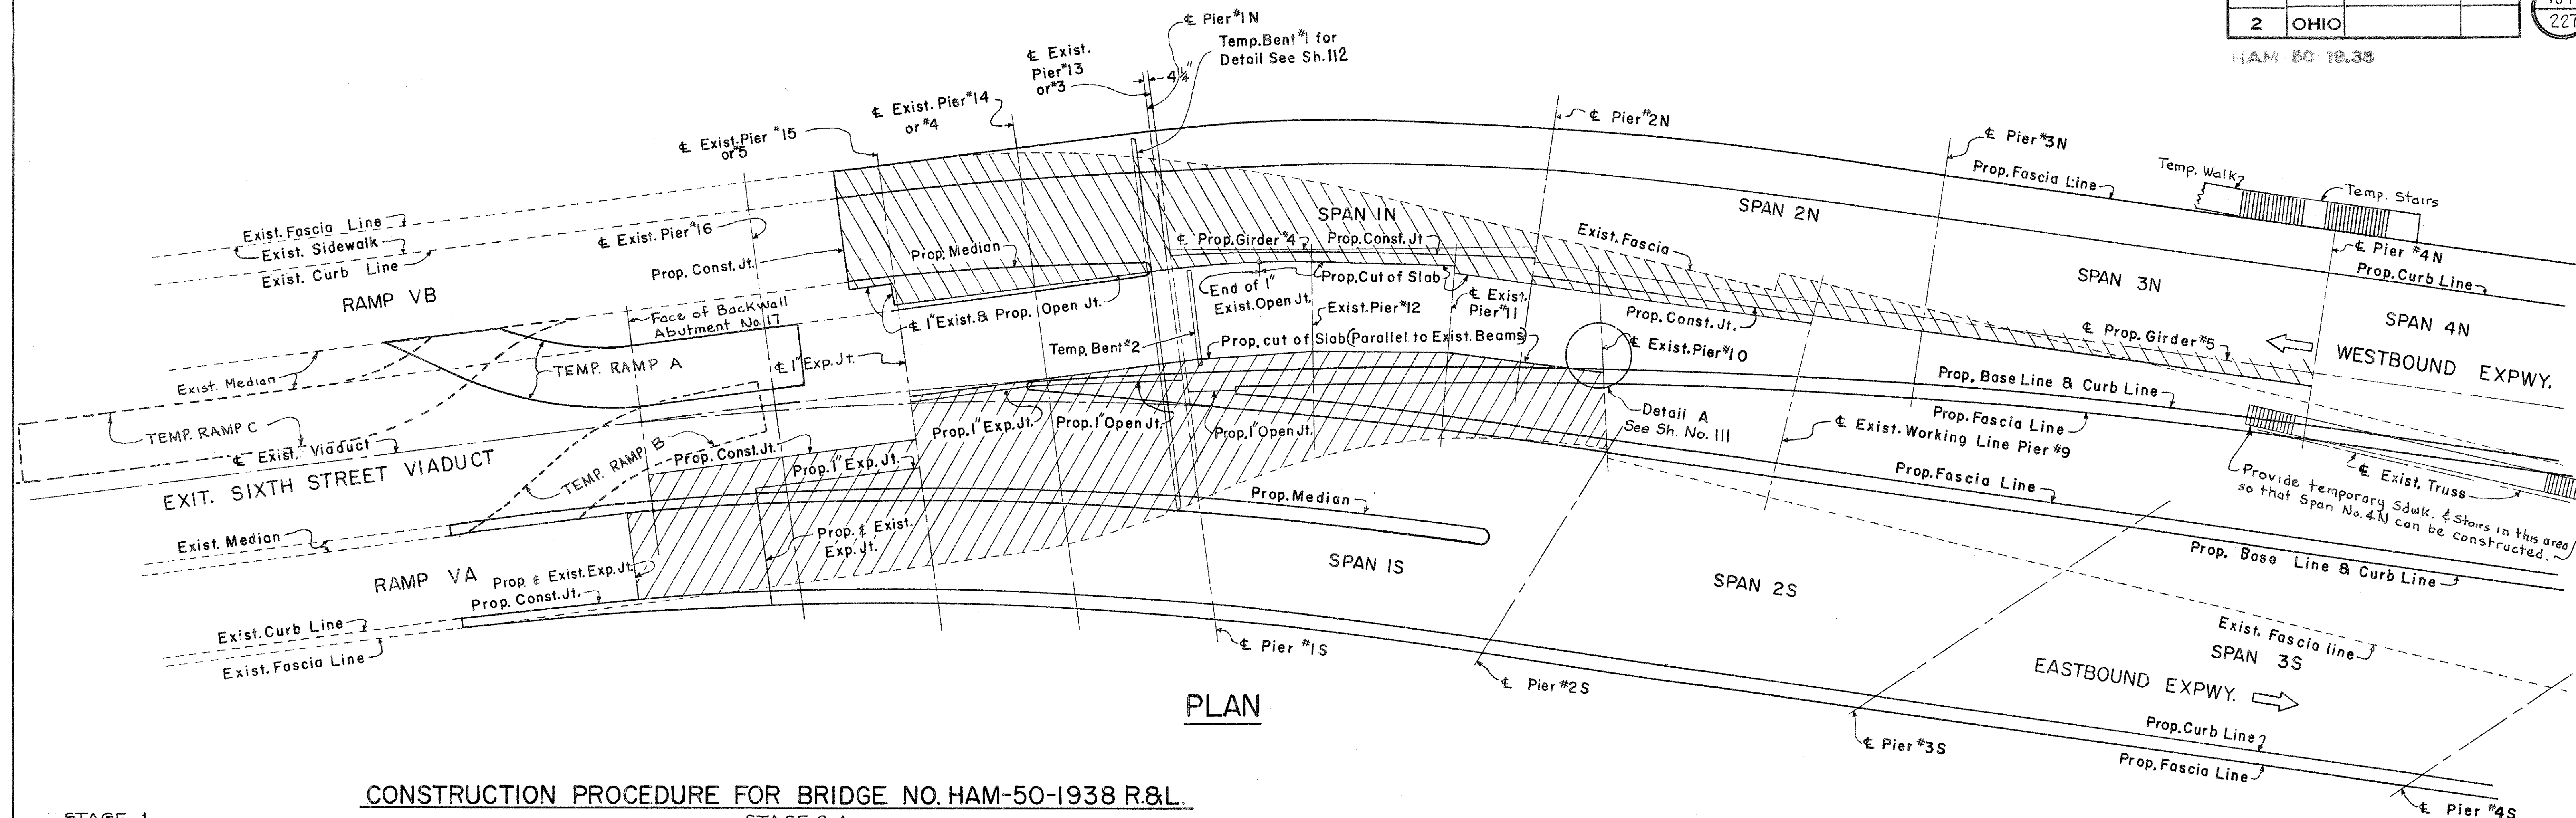 2 OHIO
227
HAM-50-19.38
℄ Pier #1N
Temp. Bent #1 for
Detail See Sh. 112
℄ Exist.
Pier #13
or #3
4¼"
℄ Exist. Pier #14
or #4
℄ Exist. Pier #15
or #5
℄ Pier #2N
℄ Pier #3N
Temp. Walk
Temp. Stairs
Prop. Fascia Line
Exist. Fascia Line
Exist. Sidewalk
Exist. Curb Line
℄ Exist. Pier #16
Prop. Const. Jt.
Prop. Median
SPAN 1N
SPAN 2N
℄ Prop. Girder #4
Prop. Const. Jt.
Exist. Fascia
℄ Pier #4N
Prop. Curb Line
SPAN 3N
SPAN 4N
RAMP VB
Face of Backwall
Abutment No. 17
℄ 1" Exist. & Prop. Open Jt.
End of 1"
Exist. Open Jt.
Prop. Cut of Slab
Exist. Pier #12
℄ Exist.
Pier #11
Prop. Const. Jt.
℄ Prop. Girder #5
WESTBOUND EXPWY.
Temp. Bent #2
Prop. cut of Slab (Parallel to Exist. Beams)
℄ Exist. Pier #10
Exist. Median
TEMP. RAMP A
℄ 1" Exp. Jt.
Prop. Base Line & Curb Line
Detail A
See Sh. No. 111
Prop. Fascia Line
℄ Exist. Working Line Pier #9
TEMP. RAMP C
℄ Exist. Viaduct
EXIT. SIXTH STREET VIADUCT
TEMP. RAMP B
Prop. Const. Jt.
Prop. 1" Exp. Jt.
Prop. 1" Exp. Jt.
Prop. 1" Open Jt.
Prop. 1" Open Jt.
Prop. Fascia Line
℄ Exist. Truss
Provide temporary Sdwk. & Stairs in this area
so that Span No. 4N can be constructed.
Exist. Median
Prop. Median
Prop. & Exist.
Exp. Jt.
RAMP VA
Prop. & Exist. Exp. Jt.
Prop. Const. Jt.
SPAN 1S
SPAN 2S
Prop. Base Line & Curb Line
Exist. Curb Line
Exist. Fascia Line
℄ Pier #1S
℄ Pier #2S
Exist. Fascia line
SPAN 3S
EASTBOUND EXPWY.
Prop. Curb Line
Prop. Fascia Line
℄ Pier #3S
℄ Pier #4S
PLAN
CONSTRUCTION PROCEDURE FOR BRIDGE NO. HAM-50-1938 R.&L.
STAGE 1